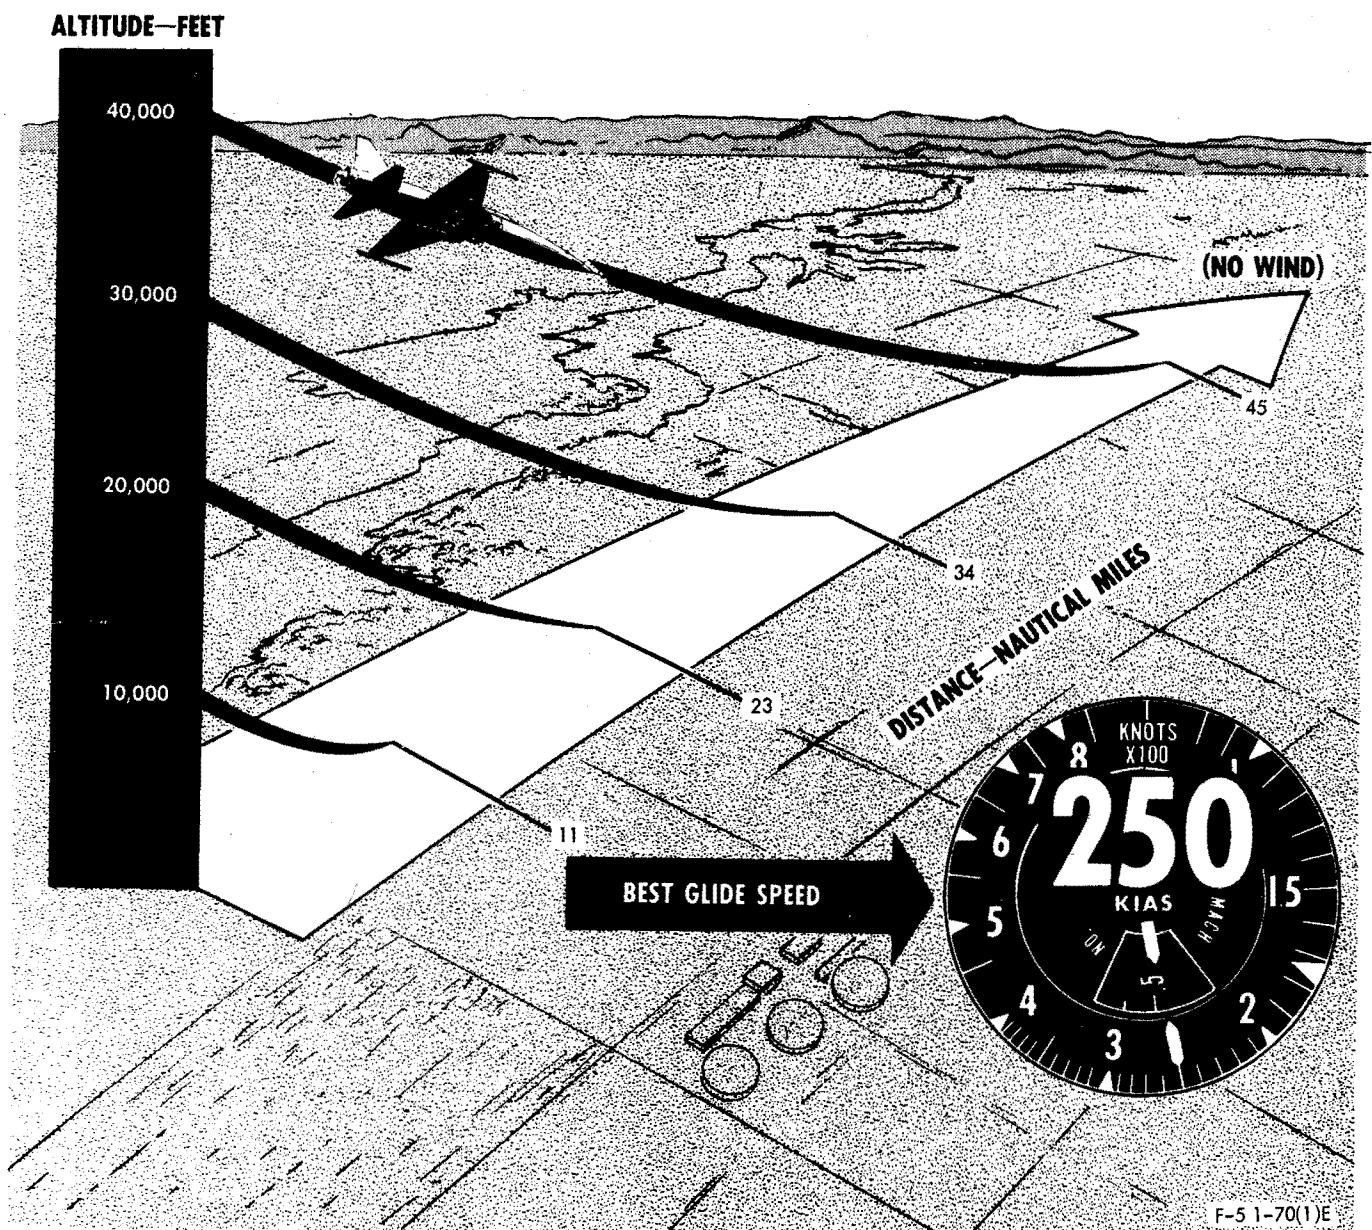 ALTITUDE—FEET
40,000
30,000
20,000
10,000
(NO WIND)
45
34
23
11
DISTANCE—NAUTICAL MILES
BEST GLIDE SPEED
KNOTS
X100
8
7
6
5
4
3
2
1.5
1
250
KIAS
MACH
NO.
.5
F-5 1-70(1)E